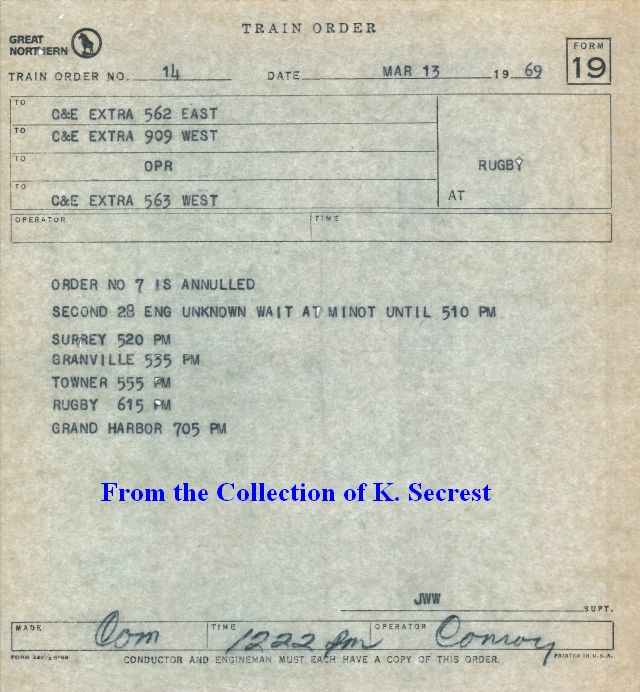 TRAIN ORDER
GREAT
NORTHERN
FORM
19
TRAIN ORDER NO. 14 DATE MAR 13 19 69
TO C&E EXTRA 562 EAST
TO C&E EXTRA 909 WEST
TO OPR RUGBY
TO C&E EXTRA 563 WEST AT
OPERATOR TIME
ORDER NO 7 IS ANNULLED
SECOND 28 ENG UNKNOWN WAIT AT MINOT UNTIL 510 PM
SURREY 520 PM
GRANVILLE 535 PM
TOWNER 555 PM
RUGBY 615 PM
GRAND HARBOR 705 PM
From the Collection of K. Secrest
JWW
SUPT.
MADE Com TIME 1222 pm OPERATOR Conroy
CONDUCTOR AND ENGINEMAN MUST EACH HAVE A COPY OF THIS ORDER.
PRINTED IN U.S.A.